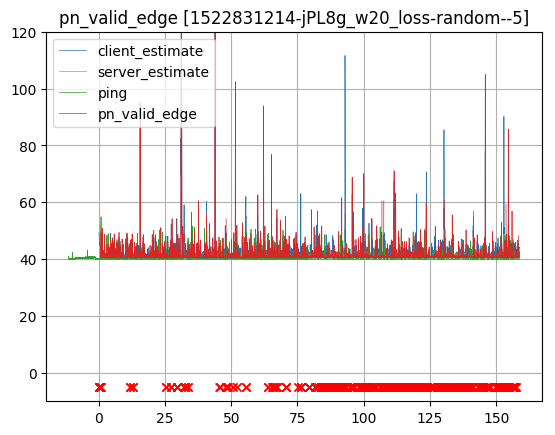 pn_valid_edge [1522831214-jPL8g_w20_loss-random--5]
client_estimate
server_estimate
ping
pn_valid_edge
120
100
80
60
40
20
0
0 25 50 75 100 125 150